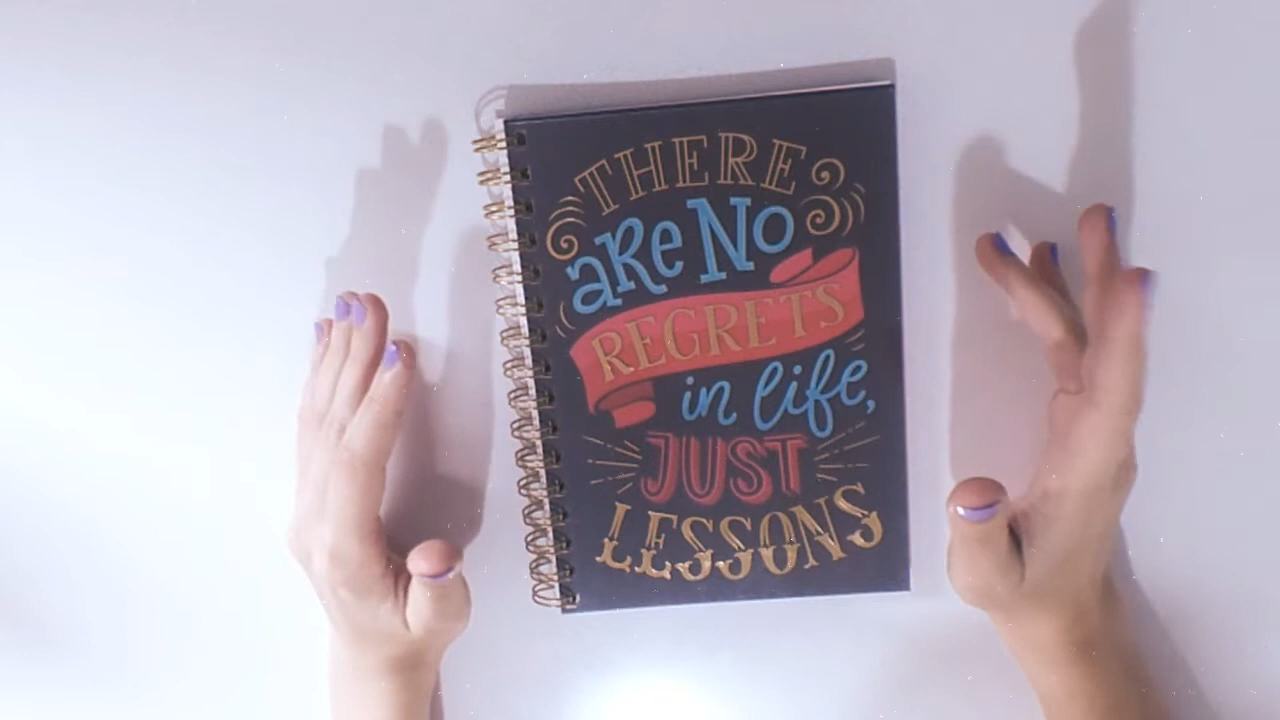 THERE
aRe No
REGRETS
in life,
JUST
LESSONS